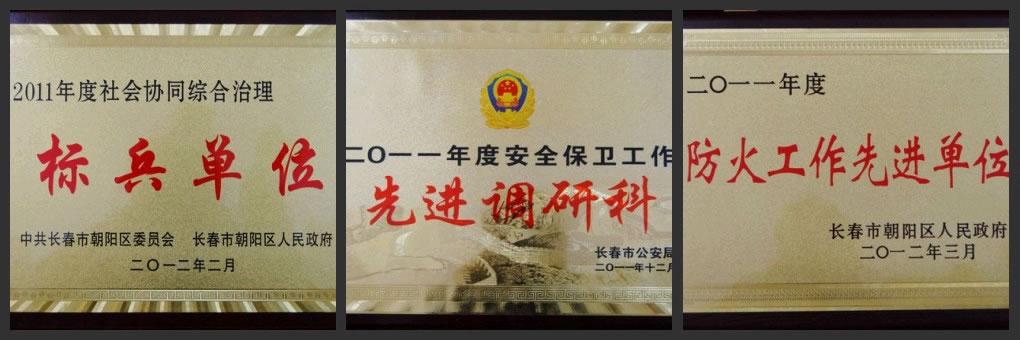 2011年度社会协同综合治理
标兵单位
中共长春市朝阳区委员会 长春市朝阳区人民政府
二〇一二年二月
二〇一一年度安全保卫工作
先进调研科
长春市公安局
二〇一一年十二月
二〇一一年度
防火工作先进单位
长春市朝阳区人民政府
二〇一二年三月